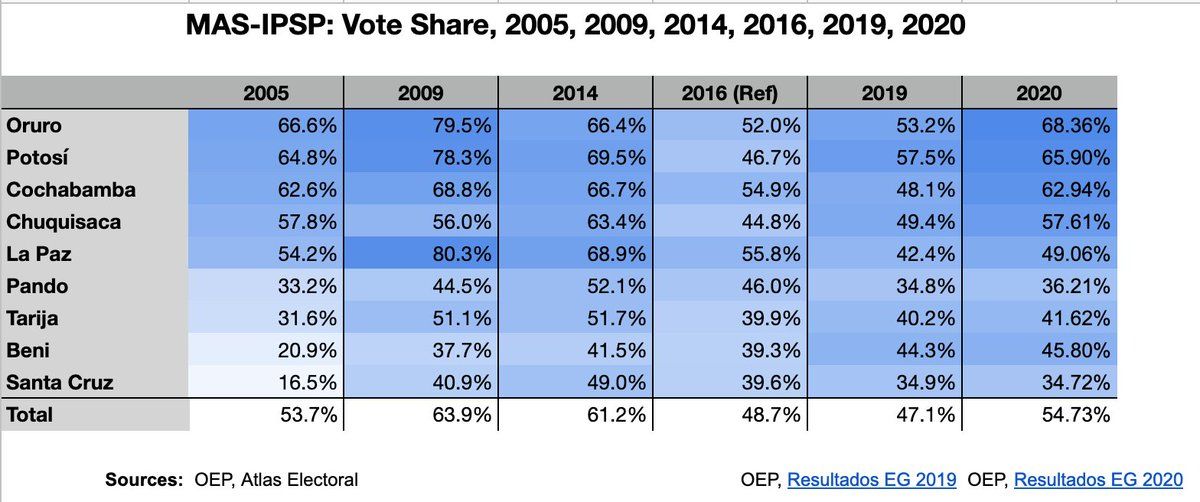 MAS-IPSP: Vote Share, 2005, 2009, 2014, 2016, 2019, 2020
2005 2009 2014 2016 (Ref) 2019 2020
Oruro 66.6% 79.5% 66.4% 52.0% 53.2% 68.36%
Potosí 64.8% 78.3% 69.5% 46.7% 57.5% 65.90%
Cochabamba 62.6% 68.8% 66.7% 54.9% 48.1% 62.94%
Chuquisaca 57.8% 56.0% 63.4% 44.8% 49.4% 57.61%
La Paz 54.2% 80.3% 68.9% 55.8% 42.4% 49.06%
Pando 33.2% 44.5% 52.1% 46.0% 34.8% 36.21%
Tarija 31.6% 51.1% 51.7% 39.9% 40.2% 41.62%
Beni 20.9% 37.7% 41.5% 39.3% 44.3% 45.80%
Santa Cruz 16.5% 40.9% 49.0% 39.6% 34.9% 34.72%
Total 53.7% 63.9% 61.2% 48.7% 47.1% 54.73%
Sources: OEP, Atlas Electoral OEP, Resultados EG 2019 OEP, Resultados EG 2020